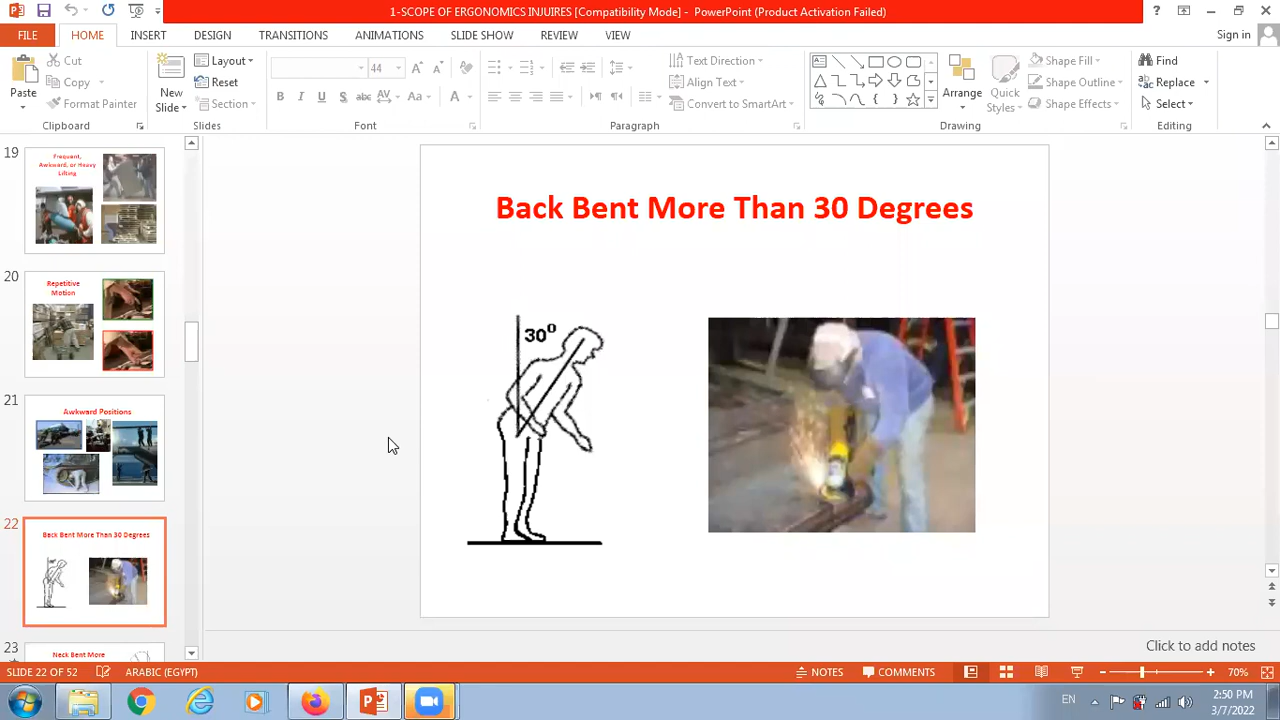 1-SCOPE OF ERGONOMICS INJUIRES [Compatibility Mode] - PowerPoint (Product Activation Failed)
FILE HOME INSERT DESIGN TRANSITIONS ANIMATIONS SLIDE SHOW REVIEW VIEW Sign in
Paste
Cut
Copy
Format Painter
Clipboard
New
Slide
Layout
Reset
Section
Slides
44
B I U S abc AV Aa A
Font
Text Direction
Align Text
Convert to SmartArt
Paragraph
Arrange
Quick
Styles
Shape Fill
Shape Outline
Shape Effects
Drawing
Find
Replace
Select
Editing
19
Frequent,
Awkward, or Heavy
Lifting
20
Repetitive
Motion
21
Awkward Positions
22
Back Bent More Than 30 Degrees
23
Neck Bent More
Back Bent More Than 30 Degrees
30⁰
Click to add notes
SLIDE 22 OF 52 ARABIC (EGYPT) NOTES COMMENTS 70%
EN 2:50 PM
3/7/2022